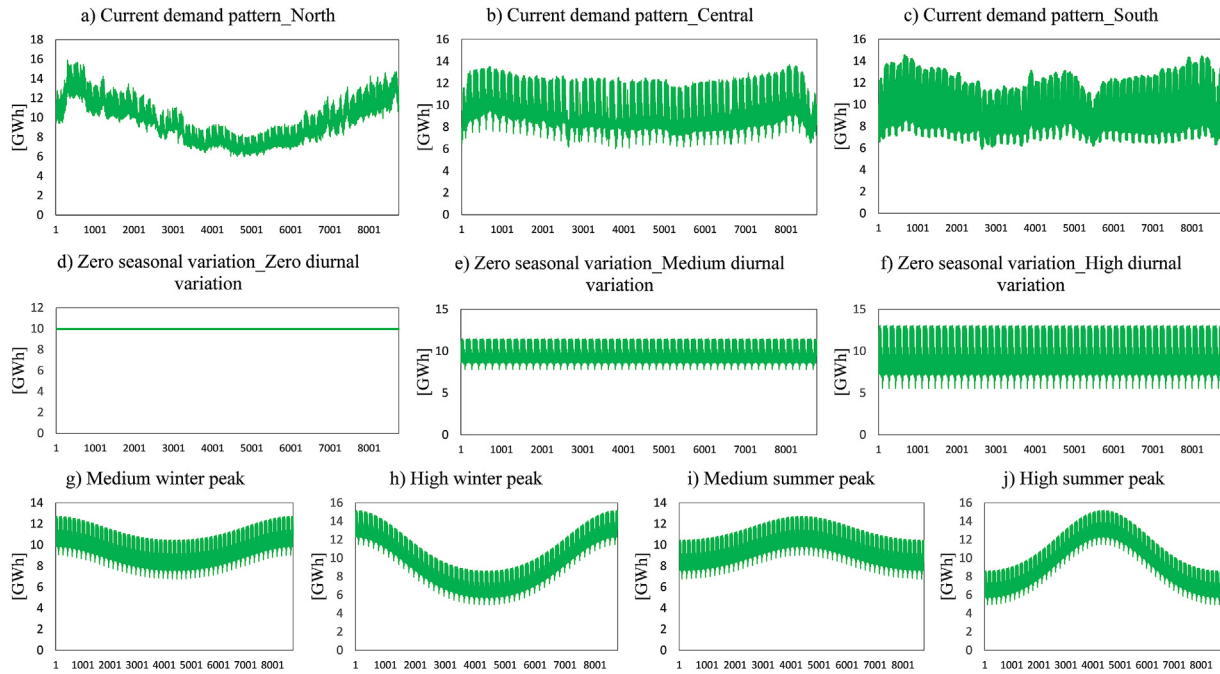 a) Current demand pattern_North
b) Current demand pattern_Central
c) Current demand pattern_South
[GWh]
18
16
14
12
10
8
6
4
2
0
1 1001 2001 3001 4001 5001 6001 7001 8001
[GWh]
16
14
12
10
8
6
4
2
0
1 1001 2001 3001 4001 5001 6001 7001 8001
[GWh]
16
14
12
10
8
6
4
2
0
1 1001 2001 3001 4001 5001 6001 7001 8001
d) Zero seasonal variation_Zero diurnal
variation
e) Zero seasonal variation_Medium diurnal
variation
f) Zero seasonal variation_High diurnal
variation
[GWh]
12
10
8
6
4
2
0
1 1001 2001 3001 4001 5001 6001 7001 8001
[GWh]
15
10
5
0
1 1001 2001 3001 4001 5001 6001 7001 8001
[GWh]
15
10
5
0
1 1001 2001 3001 4001 5001 6001 7001 8001
g) Medium winter peak
h) High winter peak
i) Medium summer peak
j) High summer peak
[GWh]
14
12
10
8
6
4
2
0
1 1001 2001 3001 4001 5001 6001 7001 8001
[GWh]
16
14
12
10
8
6
4
2
0
1 1001 2001 3001 4001 5001 6001 7001 8001
[GWh]
14
12
10
8
6
4
2
0
1 1001 2001 3001 4001 5001 6001 7001 8001
[GWh]
16
14
12
10
8
6
4
2
0
1 1001 2001 3001 4001 5001 6001 7001 8001